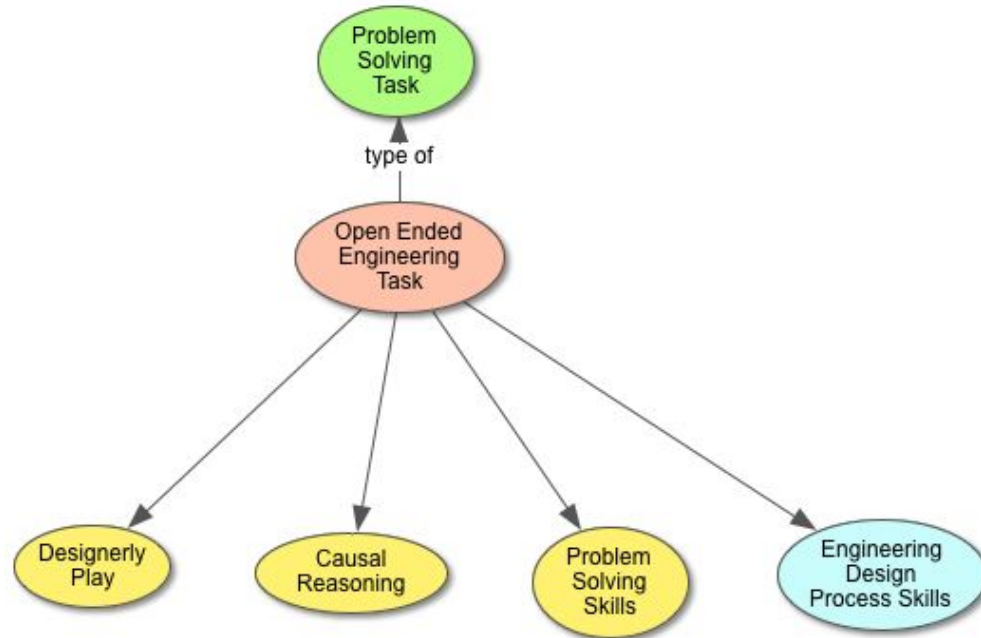 Problem
Solving
Task
type of
Open Ended
Engineering
Task
Designerly
Play
Causal
Reasoning
Problem
Solving
Skills
Engineering
Design
Process Skills